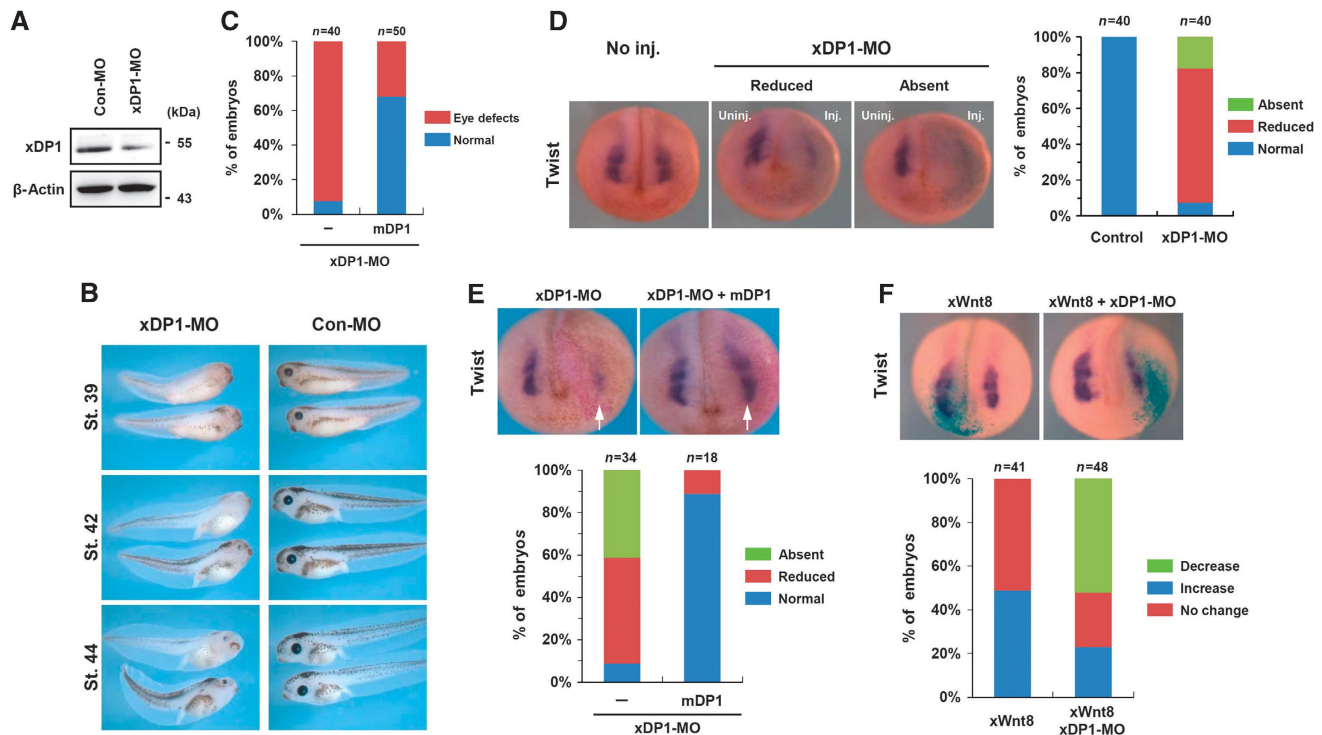 A
Con-MO
xDP1-MO
(kDa)
xDP1
- 55
β-Actin
- 43
C
n=40
n=50
100%
80%
60%
40%
20%
0%
% of embryos
Eye defects
Normal
–
mDP1
xDP1-MO
D
No inj.
xDP1-MO
Reduced
Absent
Twist
Uninj.
Inj.
Uninj.
Inj.
n=40
n=40
100%
80%
60%
40%
20%
0%
% of embryos
Absent
Reduced
Normal
Control
xDP1-MO
B
xDP1-MO
Con-MO
St. 39
St. 42
St. 44
E
xDP1-MO
xDP1-MO + mDP1
Twist
n=34
n=18
100%
80%
60%
40%
20%
0%
% of embryos
Absent
Reduced
Normal
–
mDP1
xDP1-MO
F
xWnt8
xWnt8 + xDP1-MO
Twist
n=41
n=48
100%
80%
60%
40%
20%
0%
% of embryos
Decrease
Increase
No change
xWnt8
xWnt8
xDP1-MO